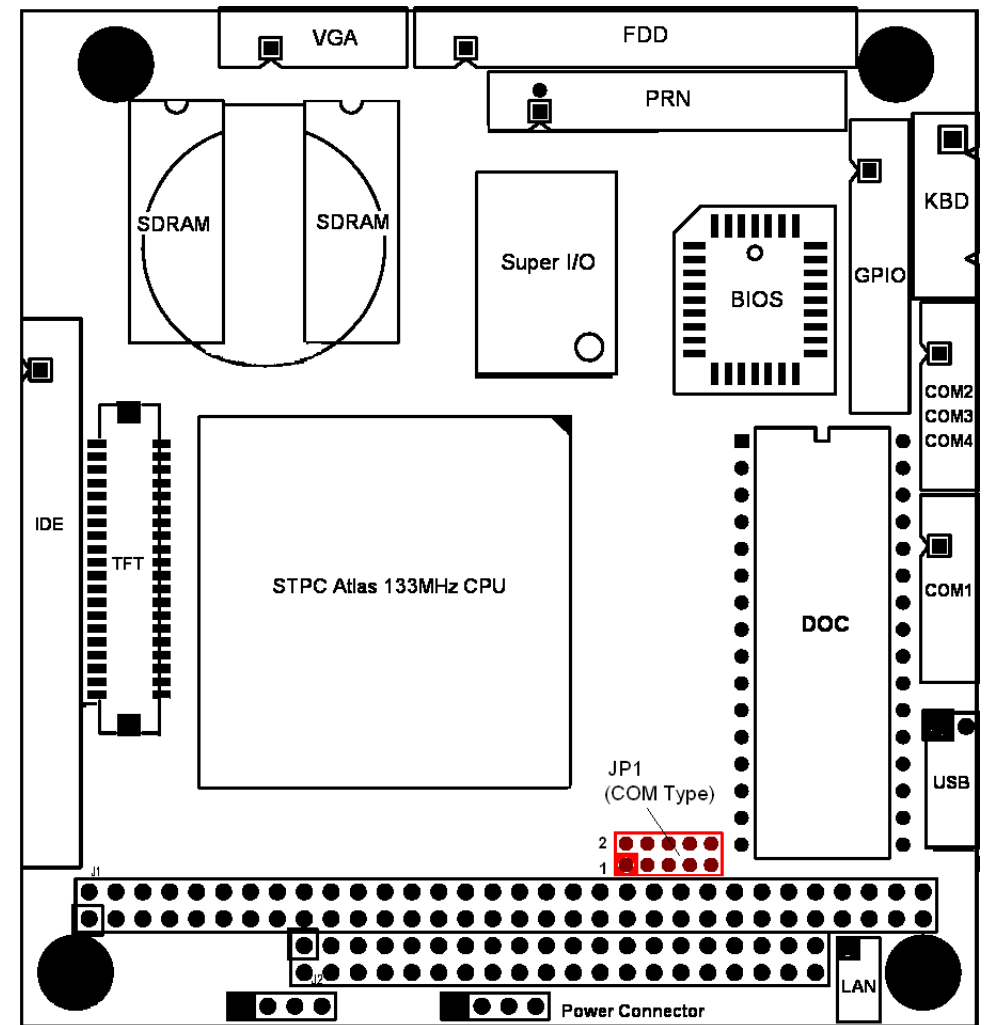 VGA
FDD
PRN
SDRAM
SDRAM
Super I/O
BIOS
GPIO
KBD
COM2
COM3
COM4
IDE
TFT
STPC Atlas 133MHz CPU
DOC
COM1
USB
JP1
(COM Type)
2
1
J1
J2
LAN
Power Connector